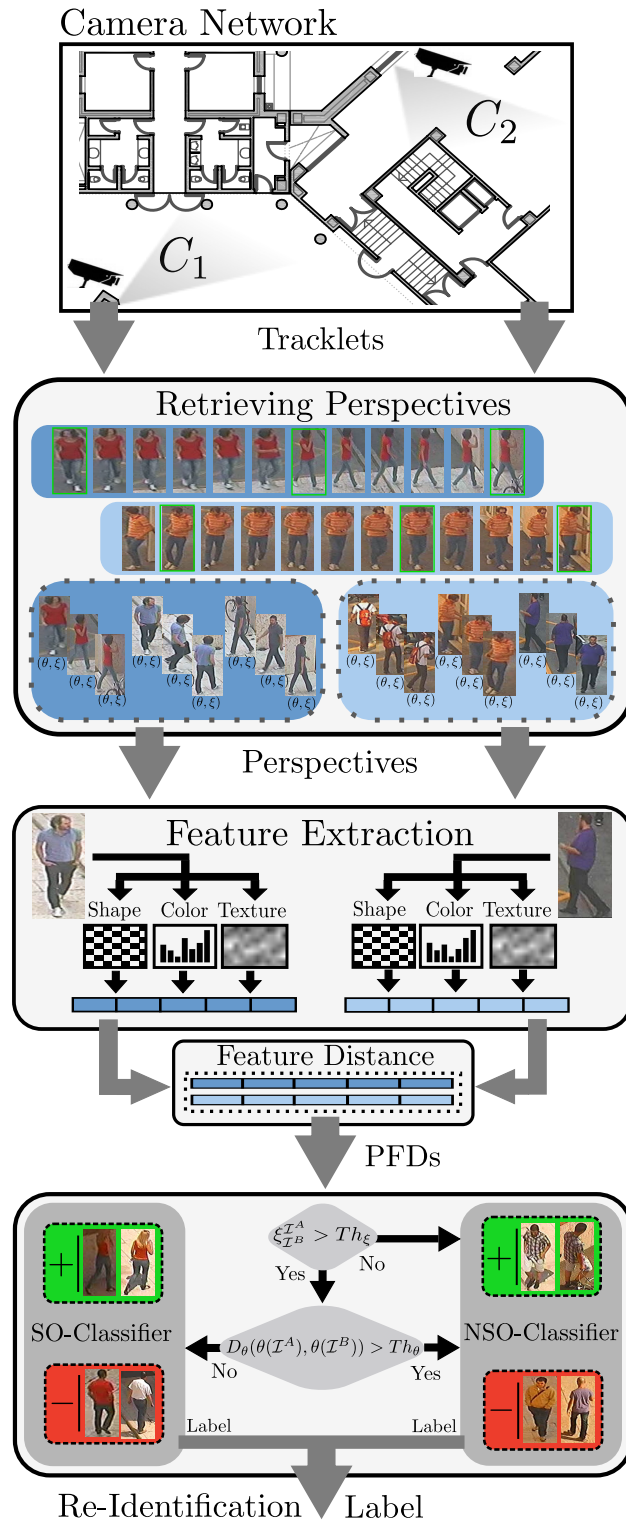 Camera Network
C₂
C₁
Tracklets
Retrieving Perspectives
(θ, ξ) (θ, ξ) (θ, ξ) (θ, ξ) (θ, ξ) (θ, ξ)
(θ, ξ) (θ, ξ) (θ, ξ) (θ, ξ) (θ, ξ) (θ, ξ)
(θ, ξ) (θ, ξ) (θ, ξ) (θ, ξ) (θ, ξ) (θ, ξ)
Perspectives
Feature Extraction
Shape Color Texture Shape Color Texture
Feature Distance
PFDs
ξ_{I^B}^{I^A} > Th_ξ
+ No +
Yes
SO-Classifier D_θ(θ(I^A), θ(I^B)) > Th_θ NSO-Classifier
No Yes
− −
Label Label
Re-Identification Label